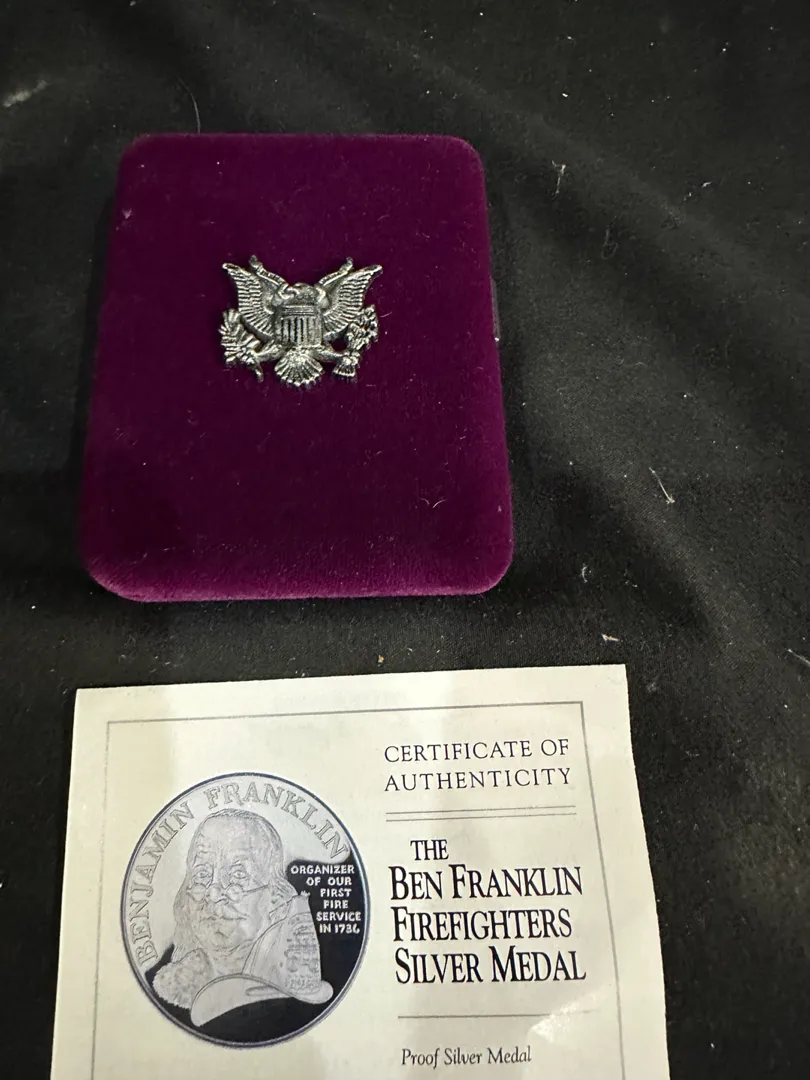 CERTIFICATE OF
AUTHENTICITY
THE
BEN FRANKLIN
FIREFIGHTERS
SILVER MEDAL
Proof Silver Medal
BENJAMIN FRANKLIN
ORGANIZER
OF OUR
FIRST
FIRE
SERVICE
IN 1736